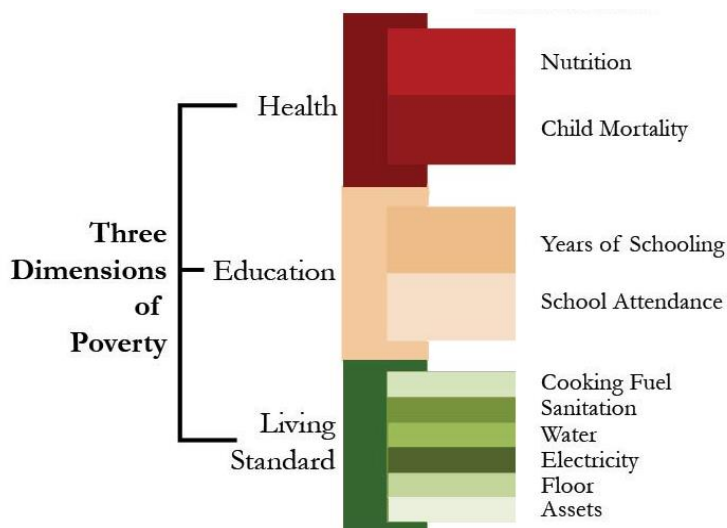 Three
Dimensions
of
Poverty
Health
Nutrition
Child Mortality
Education
Years of Schooling
School Attendance
Living
Standard
Cooking Fuel
Sanitation
Water
Electricity
Floor
Assets